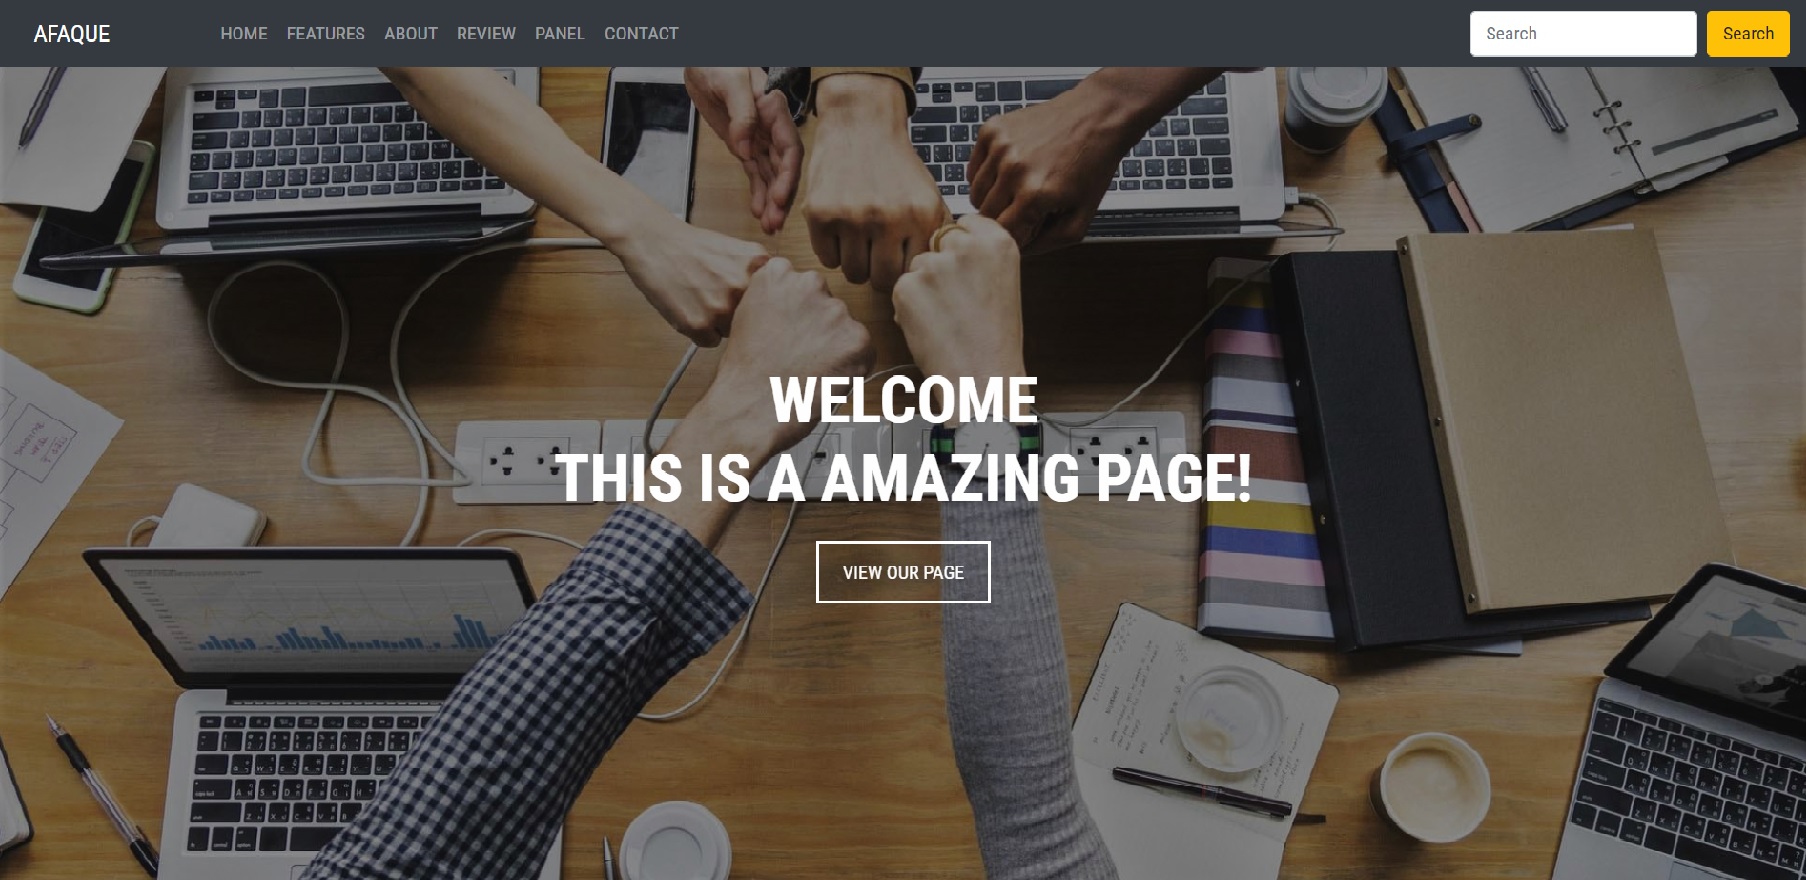 AFAQUE HOME FEATURES ABOUT REVIEW PANEL CONTACT Search Search
WELCOME
THIS IS A AMAZING PAGE!
VIEW OUR PAGE